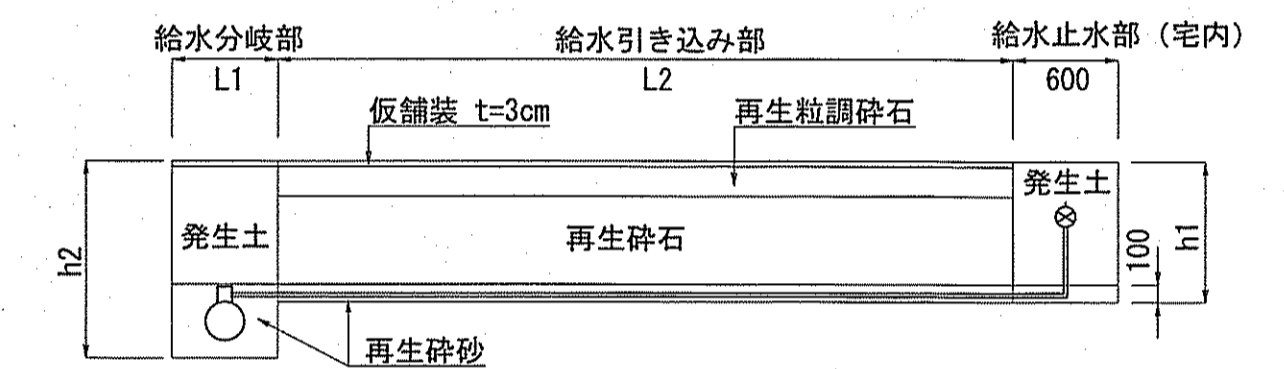 給水分岐部
給水引き込み部
給水止水部（宅内）
L1
L2
600
仮舗装 t=3cm
再生粒調砕石
発生土
発生土
再生砕石
h2
100
h1
再生砕砂